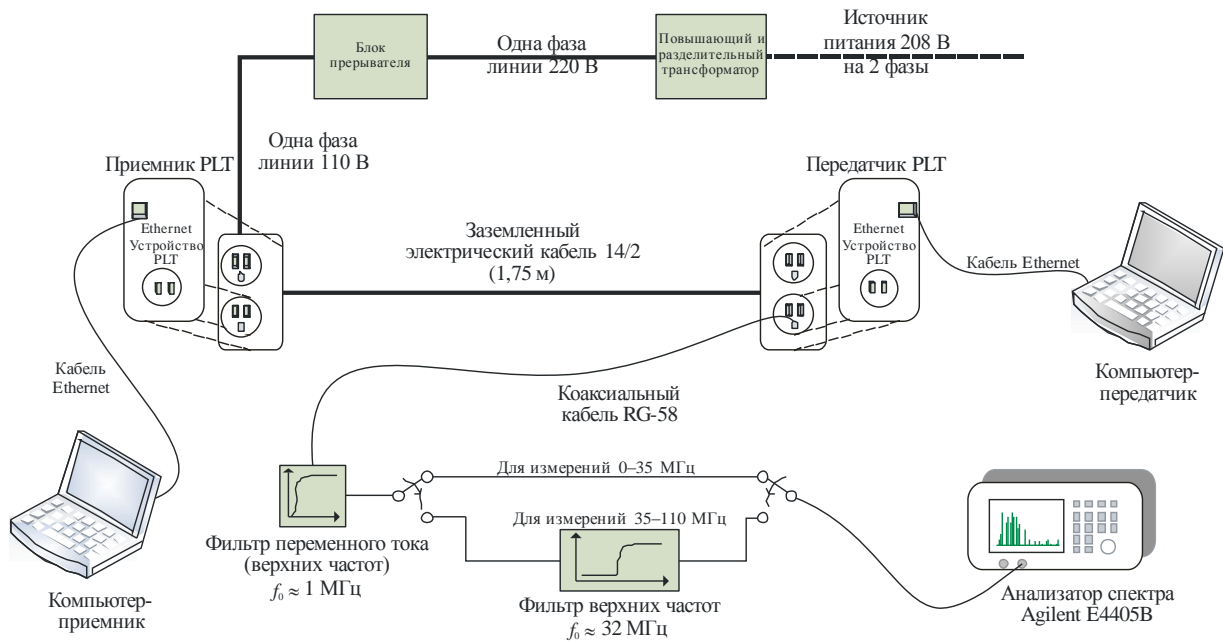 Блок
прерывателя
Одна фаза
линии 220 В
Повышающий и
разделительный
трансформатор
Источник
питания 208 В
на 2 фазы
Одна фаза
линии 110 В
Приемник PLT
Передатчик PLT
Ethernet
Устройство
PLT
Заземленный
электрический кабель 14/2
(1,75 м)
Ethernet
Устройство
PLT
Кабель Ethernet
Кабель
Ethernet
Коаксиальный
кабель RG-58
Компьютер-
передатчик
Для измерений 0–35 МГц
Для измерений 35–110 МГц
Фильтр переменного тока
(верхних частот)
f₀ ≈ 1 МГц
Фильтр верхних частот
f₀ ≈ 32 МГц
Компьютер-
приемник
Анализатор спектра
Agilent E4405B